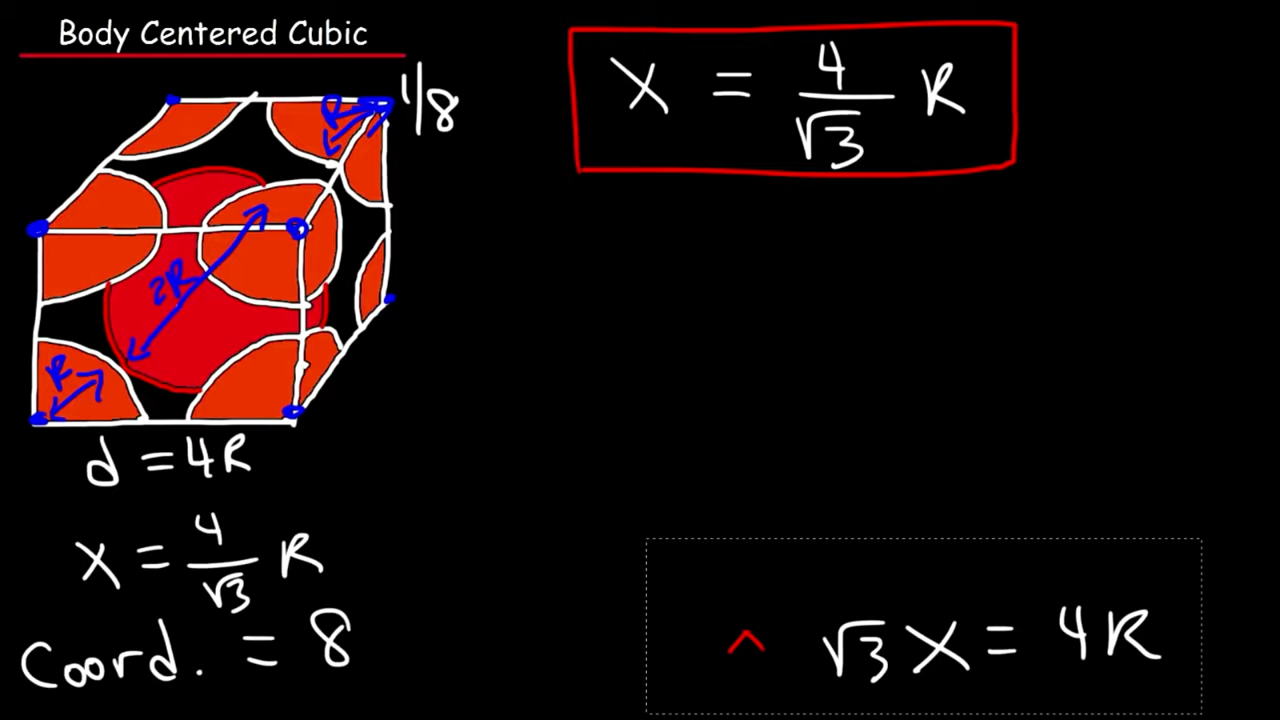 Body Centered Cubic
1/8
R
2R
R
d = 4R
X = 4/√3 R
Coord. = 8
X = 4/√3 R
^ √3 X = 4R